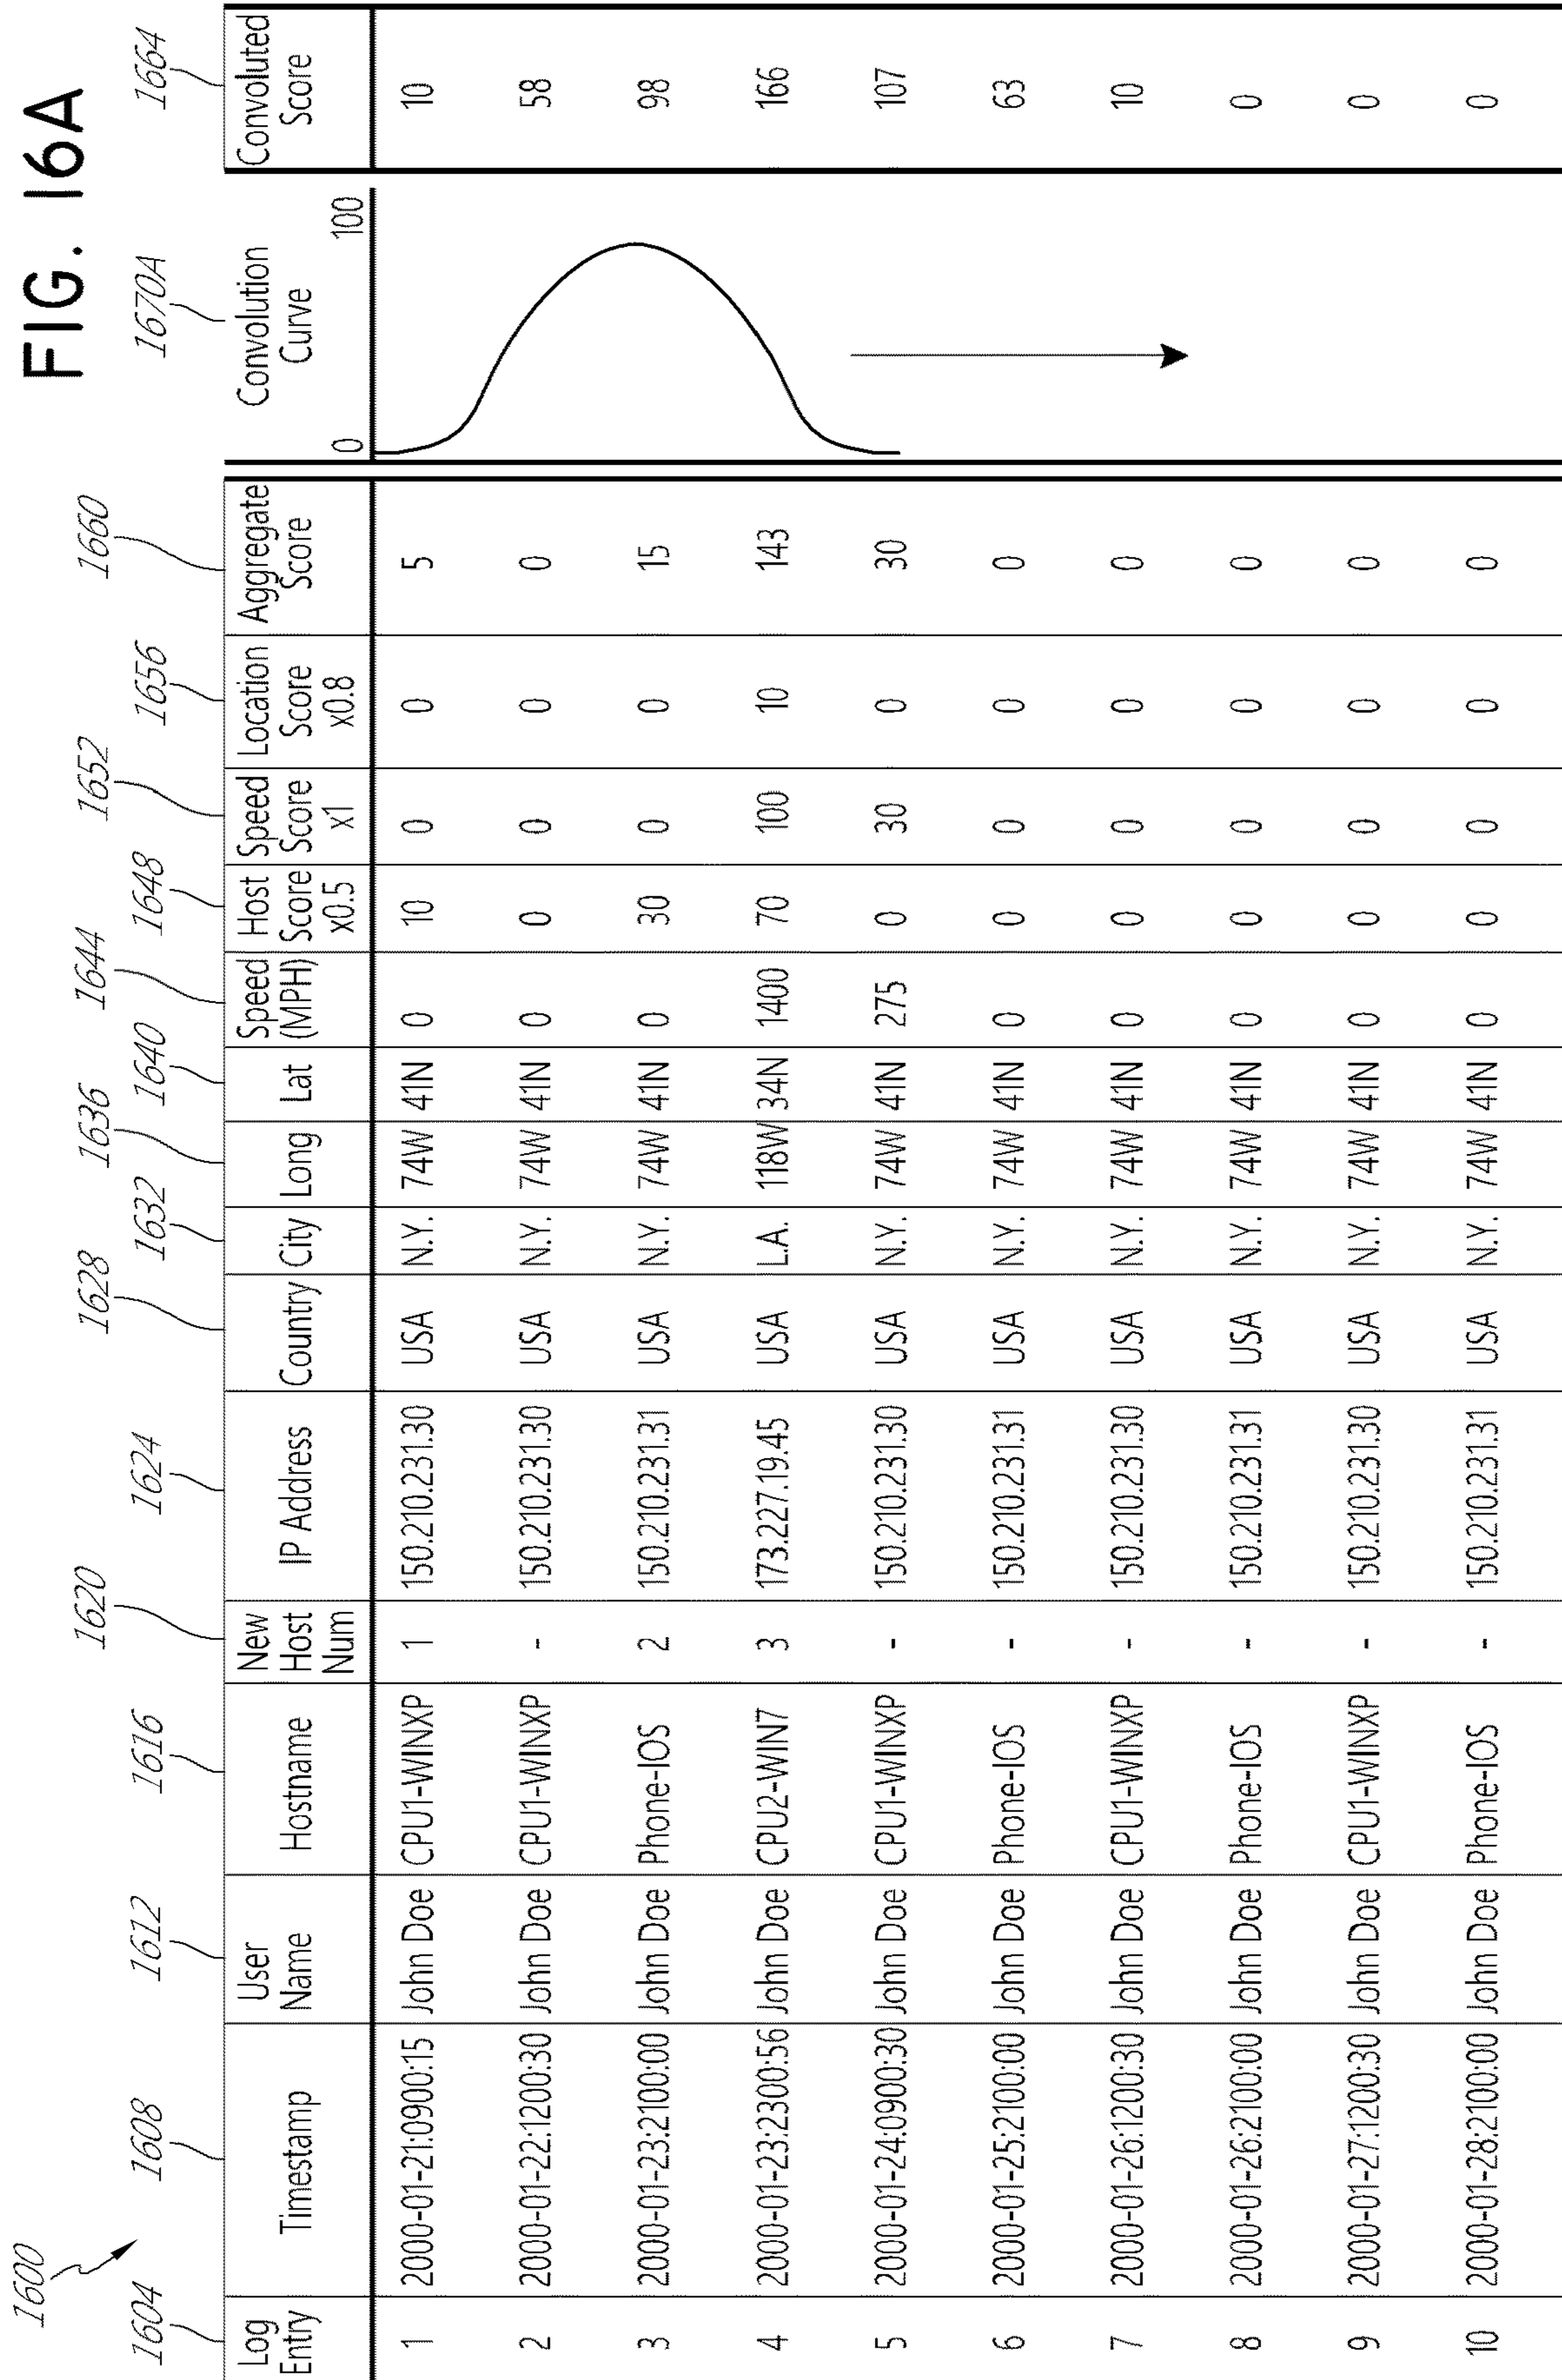 FIG. 16A
1600
1604 1608 1612 1616 1620 1624 1628 1632 1636 1640 1644 1648 1652 1656 1660 1670A 1664
Log User New Speed Host Speed Location Aggregate Convolution Convoluted
Entry Timestamp Name Hostname Host IP Address Country City Long Lat (MPH) Score Score Score Score Curve Score
Num x0.5 x1 x0.8 0 100
1 2000-01-21:0900:15 John Doe CPU1-WINXP 1 150.210.231.30 USA N.Y. 74W 41N 0 10 0 0 5 10
2 2000-01-22:1200:30 John Doe CPU1-WINXP - 150.210.231.30 USA N.Y. 74W 41N 0 0 0 0 0 58
3 2000-01-23:2100:00 John Doe Phone-IOS 2 150.210.231.31 USA N.Y. 74W 41N 0 30 0 0 15 98
4 2000-01-23:2300:56 John Doe CPU2-WIN7 3 173.227.19.45 USA L.A. 118W 34N 1400 70 100 10 143 166
5 2000-01-24:0900:30 John Doe CPU1-WINXP - 150.210.231.30 USA N.Y. 74W 41N 275 0 30 0 30 107
6 2000-01-25:2100:00 John Doe Phone-IOS - 150.210.231.31 USA N.Y. 74W 41N 0 0 0 0 0 63
7 2000-01-26:1200:30 John Doe CPU1-WINXP - 150.210.231.30 USA N.Y. 74W 41N 0 0 0 0 0 10
8 2000-01-26:2100:00 John Doe Phone-IOS - 150.210.231.31 USA N.Y. 74W 41N 0 0 0 0 0 0
9 2000-01-27:1200:30 John Doe CPU1-WINXP - 150.210.231.30 USA N.Y. 74W 41N 0 0 0 0 0 0
10 2000-01-28:2100:00 John Doe Phone-IOS - 150.210.231.31 USA N.Y. 74W 41N 0 0 0 0 0 0